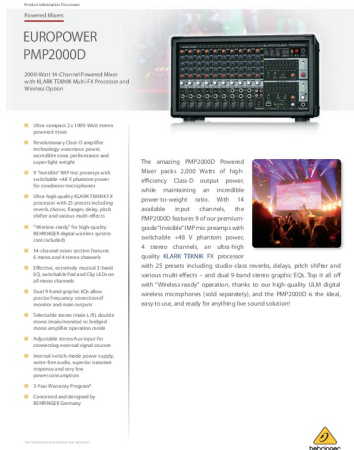 Product Information Document
Powered Mixers
EUROPOWER
PMP2000D
2000-Watt 14-Channel Powered Mixer
with KLARK TEKNIK Multi-FX Processor and
Wireless Option
Ultra-compact 2 x 1000-Watt stereo
powered mixer
Revolutionary Class-D amplifier
technology: enormous power,
incredible sonic performance and
super-light weight
9 "Invisible" IMP mic preamps with
switchable +48 V phantom power
for condenser microphones
Ultra-high quality KLARK TEKNIK FX
processor with 25 presets including
reverb, chorus, flanger, delay, pitch
shifter and various multi-effects
"Wireless-ready" for high-quality
BEHRINGER digital wireless system
(not included)
14-channel mixer section features
6 mono and 4 stereo channels
Effective, extremely musical 3-band
EQ, switchable Pad and Clip LEDs on
all mono channels
Dual 9-band graphic EQs allow
precise frequency correction of
monitor and main outputs
Selectable stereo (main L/R), double
mono (main/monitor) or bridged
mono amplifier operation mode
Adjustable stereo Aux input for
connecting external signal sources
Internal switch-mode power supply,
noise-free audio, superior transient
response and very low
power consumption
3-Year Warranty Program*
Conceived and designed by
BEHRINGER Germany
The amazing PMP2000D Powered
Mixer packs 2,000 Watts of high-
efficiency Class-D output power,
while maintaining an incredible
power-to-weight ratio. With 14
available input channels, the
PMP2000D features 9 of our premium-
grade "Invisible" IMP mic preamps with
switchable +48 V phantom power,
4 stereo channels, an ultra-high
quality KLARK TEKNIK FX processor
with 25 presets including studio-class reverbs, delays, pitch shifter and
various multi-effects – and dual 9-band stereo graphic EQs. Top it all off
with "Wireless-ready" operation, thanks to our high-quality ULM digital
wireless microphones (sold separately), and the PMP2000D is the ideal,
easy to use, and ready for anything live sound solution!
behringer